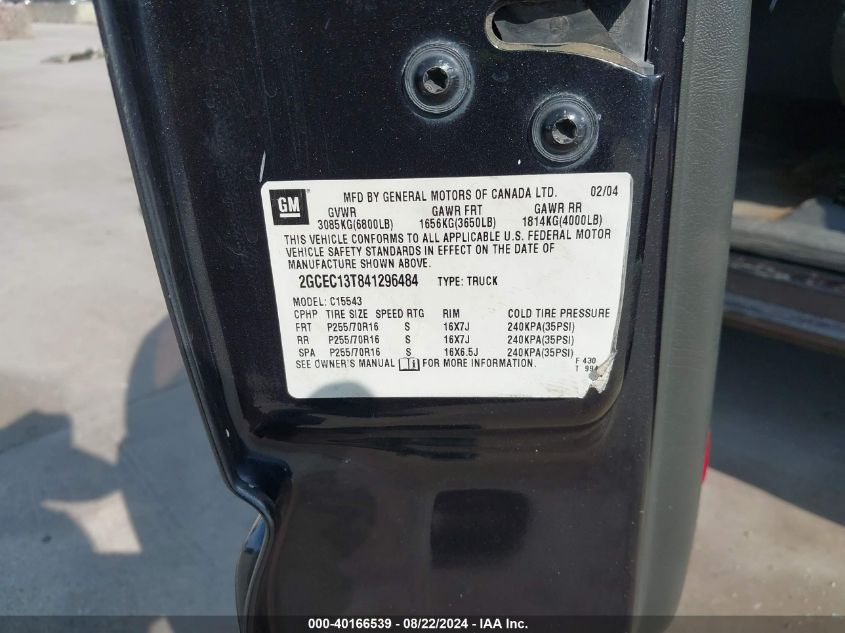 GM
MFD BY GENERAL MOTORS OF CANADA LTD. 02/04
GVWR GAWR FRT GAWR RR
3085KG(6800LB) 1656KG(3650LB) 1814KG(4000LB)
THIS VEHICLE CONFORMS TO ALL APPLICABLE U.S. FEDERAL MOTOR
VEHICLE SAFETY STANDARDS IN EFFECT ON THE DATE OF
MANUFACTURE SHOWN ABOVE.
2GCEC13T841296484 TYPE: TRUCK
MODEL: C15543
CPHP TIRE SIZE SPEED RTG RIM COLD TIRE PRESSURE
FRT P255/70R16 S 16X7J 240KPA(35PSI)
RR P255/70R16 S 16X7J 240KPA(35PSI)
SPA P255/70R16 S 16X6.5J 240KPA(35PSI)
SEE OWNER'S MANUAL FOR MORE INFORMATION.
F 430
T 994
000-40166539 - 08/22/2024 - IAA Inc.